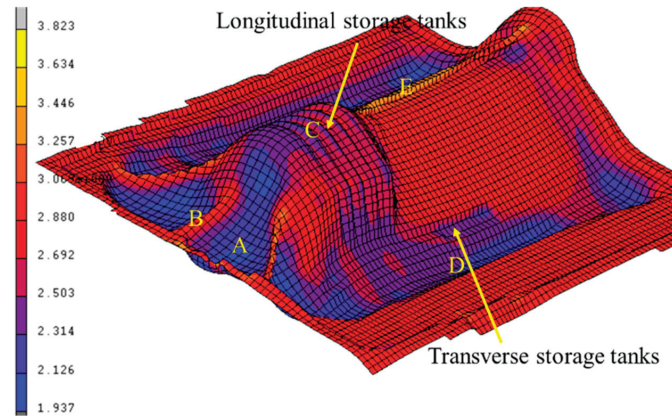 Longitudinal storage tanks
3.823
3.634
3.446
3.257
2.880
2.692
2.503
2.314
2.126
1.937
E
C
B
A
D
Transverse storage tanks